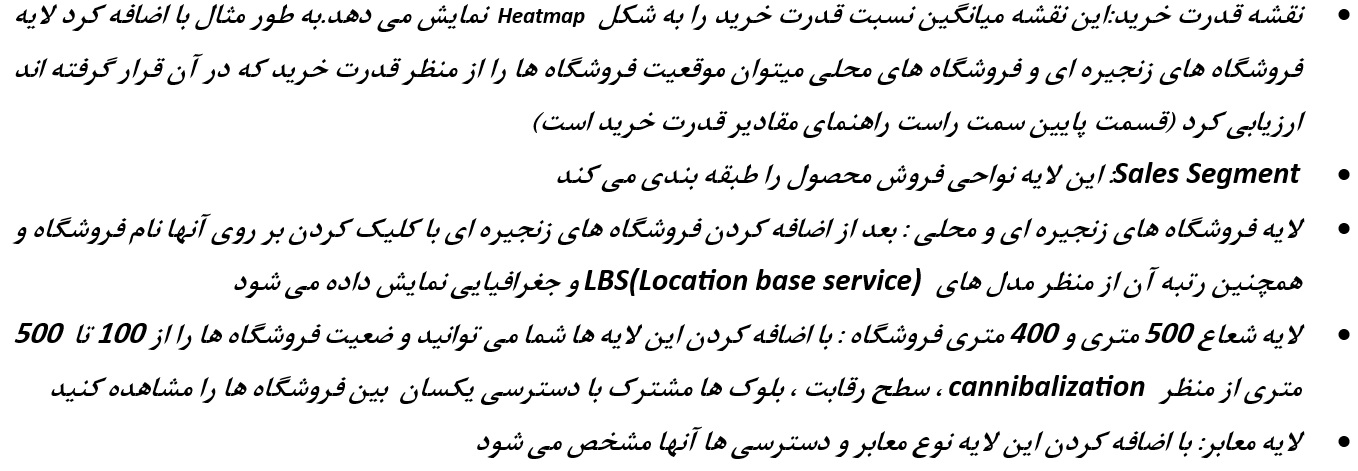 • نقشه قدرت خرید:این نقشه میانگین نسبت قدرت خرید را به شکل Heatmap نمایش می دهد.به طور مثال با اضافه کرد لایه
فروشگاه های زنجیره ای و فروشگاه های محلی میتوان موقعیت فروشگاه ها را از منظر قدرت خرید که در آن قرار گرفته اند
ارزیابی کرد (قسمت پایین سمت راست راهنمای مقادیر قدرت خرید است)
• Sales Segment: این لایه نواحی فروش محصول را طبقه بندی می کند
• لایه فروشگاه های زنجیره ای و محلی : بعد از اضافه کردن فروشگاه های زنجیره ای با کلیک کردن بر روی آنها نام فروشگاه و
همچنین رتبه آن از منظر مدل های LBS(Location base service) و جغرافیایی نمایش داده می شود
• لایه شعاع 500 متری و 400 متری فروشگاه : با اضافه کردن این لایه ها شما می توانید و ضعیت فروشگاه ها را از 100 تا 500
متری از منظر cannibalization ، سطح رقابت ، بلوک ها مشترک با دسترسی یکسان بین فروشگاه ها را مشاهده کنید
• لایه معابر: با اضافه کردن این لایه نوع معابر و دسترسی ها آنها مشخص می شود